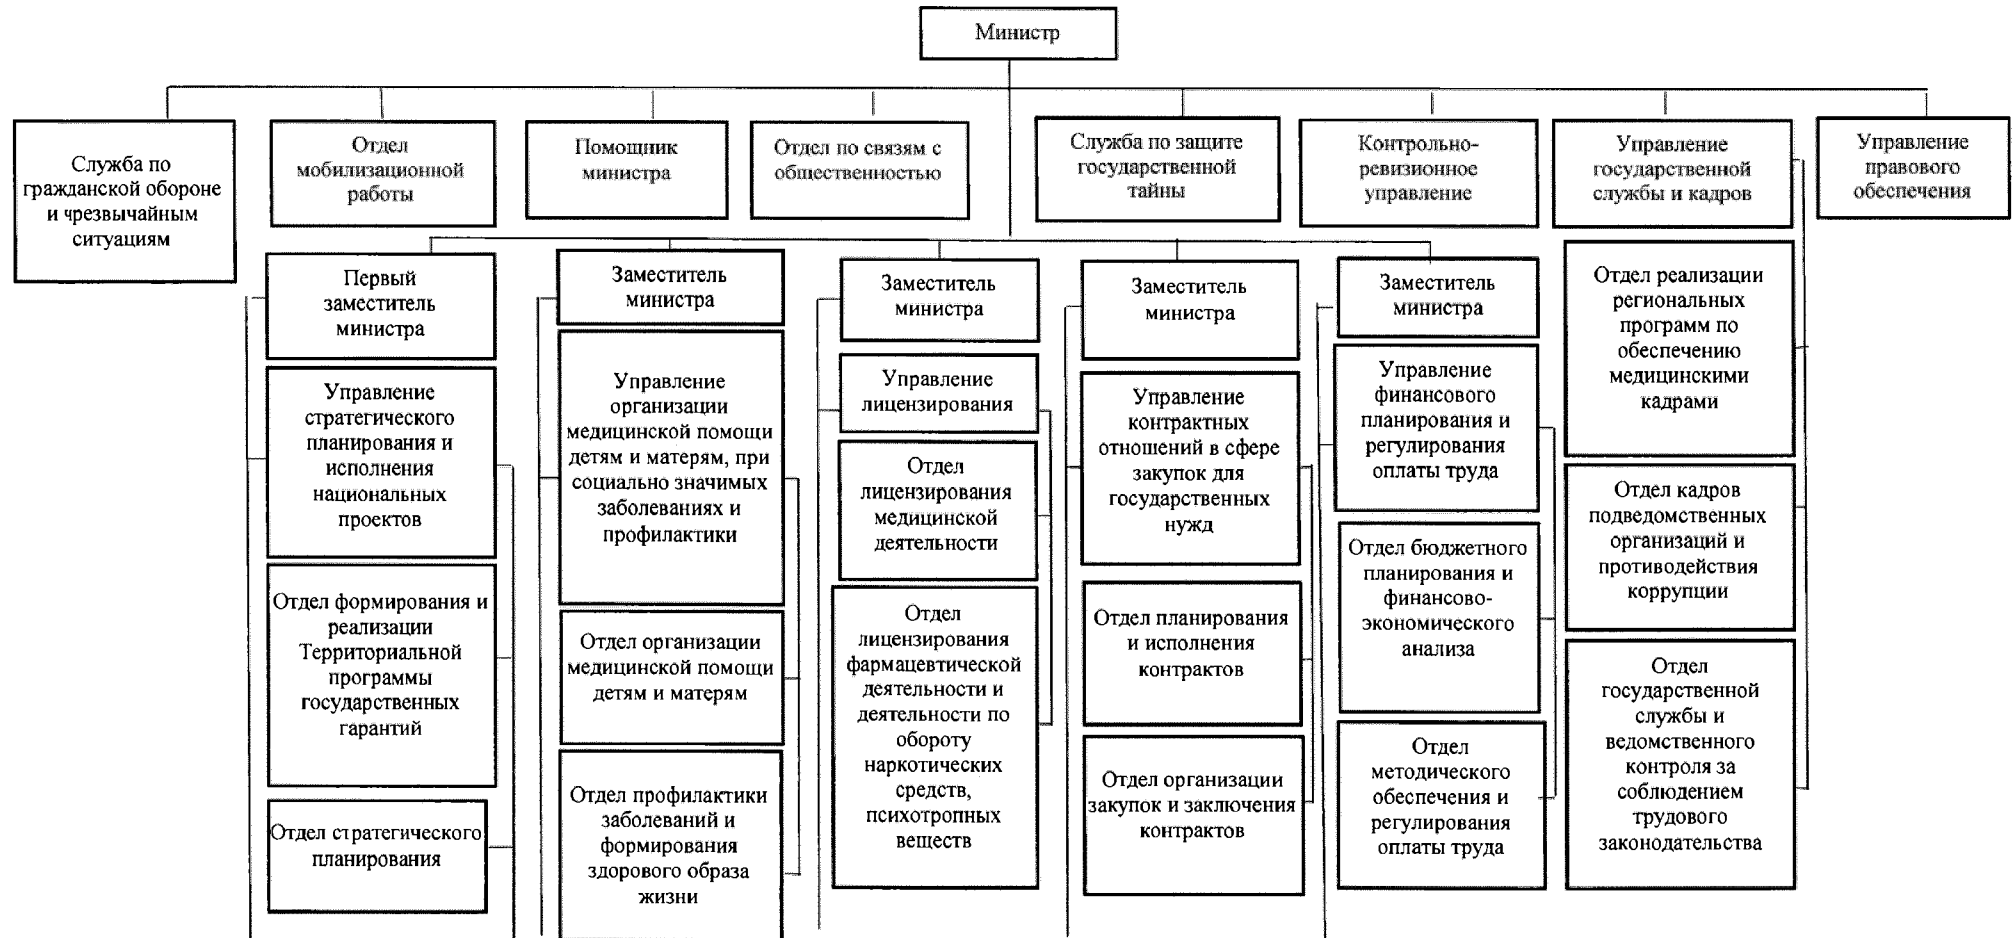 Министр
Служба по
гражданской обороне
и чрезвычайным
ситуациям
Отдел
мобилизационной
работы
Помощник
министра
Отдел по связям с
общественностью
Служба по защите
государственной
тайны
Контрольно-
ревизионное
управление
Управление
государственной
службы и кадров
Управление
правового
обеспечения
Первый
заместитель
министра
Управление
стратегического
планирования и
исполнения
национальных
проектов
Отдел формирования и
реализации
Территориальной
программы
государственных
гарантий
Отдел стратегического
планирования
Заместитель
министра
Управление
организации
медицинской помощи
детям и матерям, при
социально значимых
заболеваниях и
профилактики
Отдел организации
медицинской помощи
детям и матерям
Отдел профилактики
заболеваний и
формирования
здорового образа
жизни
Заместитель
министра
Управление
лицензирования
Отдел
лицензирования
медицинской
деятельности
Отдел
лицензирования
фармацевтической
деятельности и
деятельности по
обороту
наркотических
средств,
психотропных
веществ
Заместитель
министра
Управление
контрактных
отношений в сфере
закупок для
государственных
нужд
Отдел планирования
и исполнения
контрактов
Отдел организации
закупок и заключения
контрактов
Заместитель
министра
Управление
финансового
планирования и
регулирования
оплаты труда
Отдел бюджетного
планирования и
финансово-
экономического
анализа
Отдел
методического
обеспечения и
регулирования
оплаты труда
Отдел реализации
региональных
программ по
обеспечению
медицинскими
кадрами
Отдел кадров
подведомственных
организаций и
противодействия
коррупции
Отдел
государственной
службы и
ведомственного
контроля за
соблюдением
трудового
законодательства